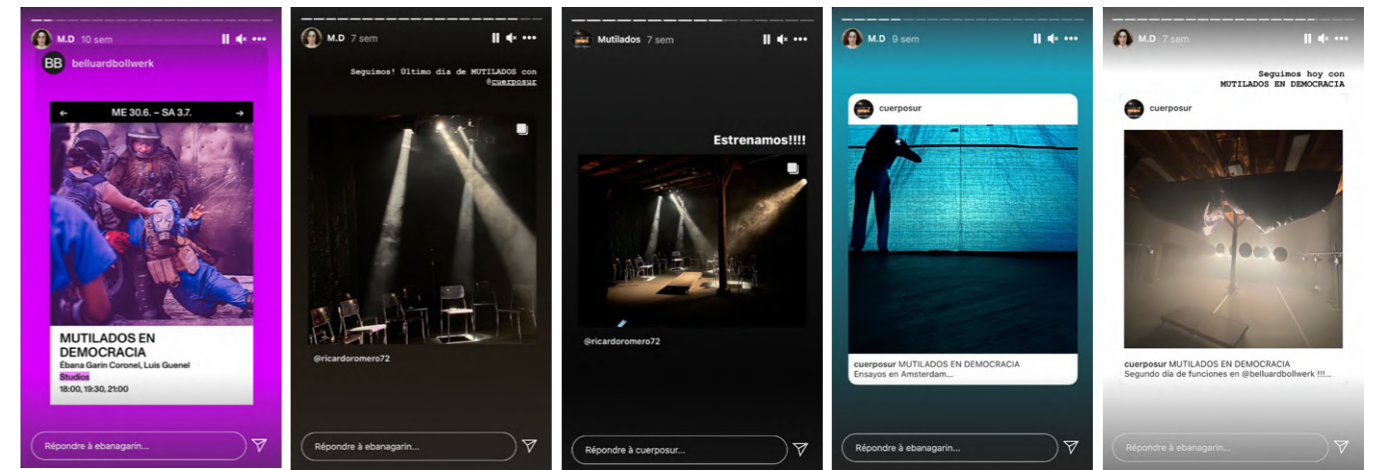 M.D 10 sem
BB belluardbollwerk
← ME 30.6. – SA 3.7. →
MUTILADOS EN
DEMOCRACIA
Ébana Garín Coronel, Luis Guenel
Studios
18:00, 19:30, 21:00
Répondre à ebanagarin...
M.D 7 sem
Seguimos! Último día de MUTILADOS con
@cuerposur
@ricardoromero72
Répondre à ebanagarin...
Mutilados 7 sem
Estrenamos!!!!
@ricardoromero72
Répondre à cuerposur...
M.D 9 sem
cuerposur
cuerposur MUTILADOS EN DEMOCRACIA
Ensayos en Amsterdam...
Répondre à ebanagarin...
M.D 7 sem
Seguimos hoy con
MUTILADOS EN DEMOCRACIA
cuerposur
cuerposur MUTILADOS EN DEMOCRACIA
Segundo día de funciones en @belluardbollwerk !!!...
Répondre à ebanagarin...